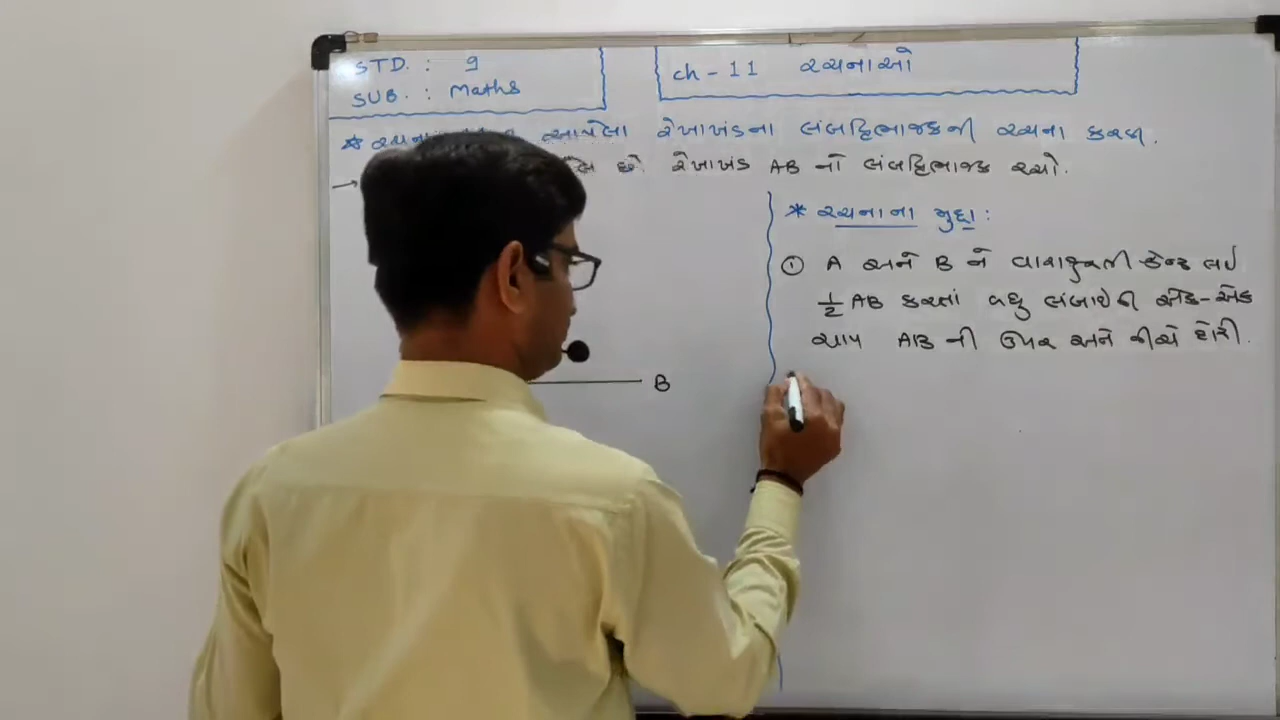 STD. : 9
SUB. : Maths
ch - 11 રચનાઓ
* આપેલા રેખાખંડના લંબદ્વિભાજકની રચના કરવી.
→ છે. રેખાખંડ AB નો લંબદ્વિભાજક રચો.
* રચનાના મુદ્દા :
① A અને B ને વારાફરતી કેન્દ્ર લઇ
1/2 AB કરતાં વધુ લંબાઈની એક-એક
ચાપ AB ની ઉપર અને નીચે દોરી.
B